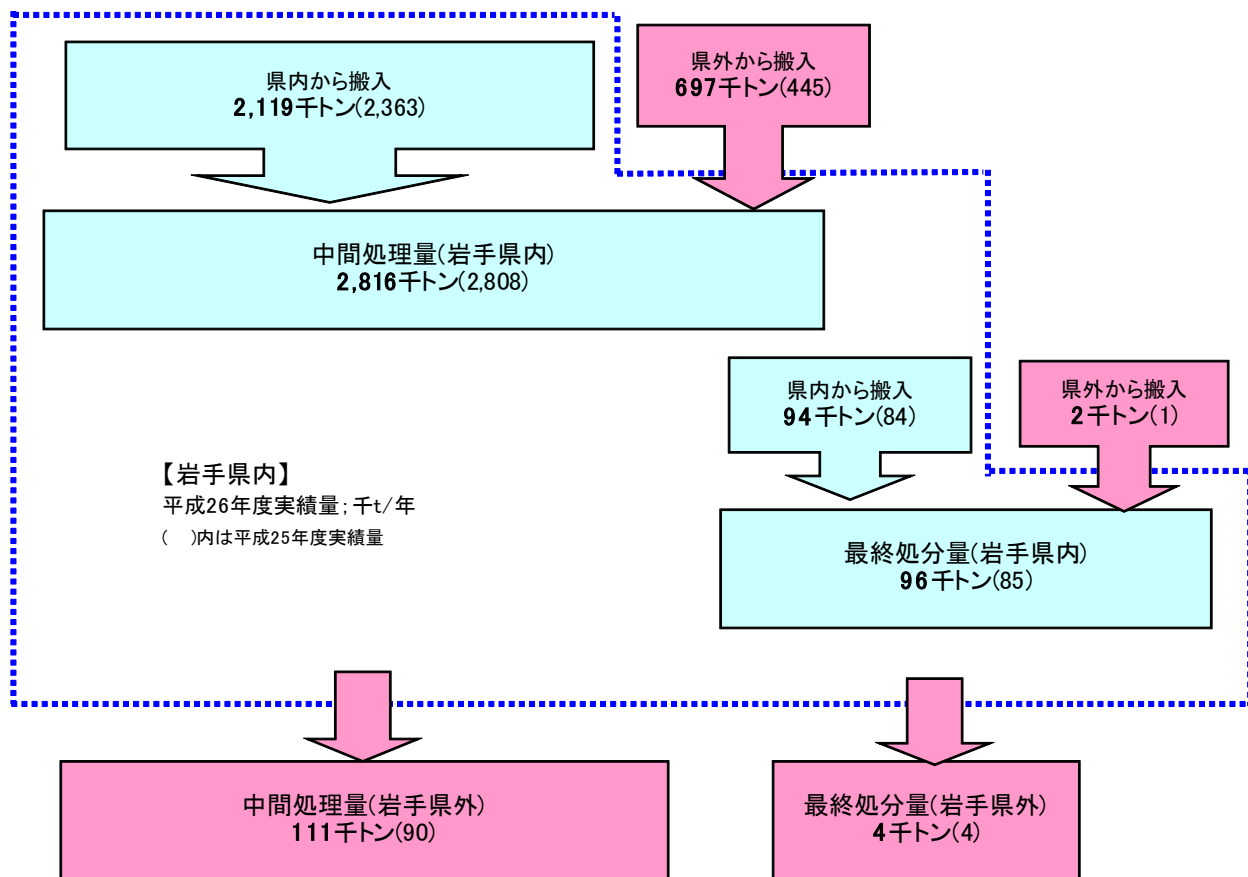 県内から搬入
2,119千トン(2,363)
県外から搬入
697千トン(445)
中間処理量(岩手県内)
2,816千トン(2,808)
県内から搬入
94千トン(84)
県外から搬入
2千トン(1)
【岩手県内】
平成26年度実績量；千t/年
(　)内は平成25年度実績量
最終処分量(岩手県内)
96千トン(85)
中間処理量(岩手県外)
111千トン(90)
最終処分量(岩手県外)
4千トン(4)